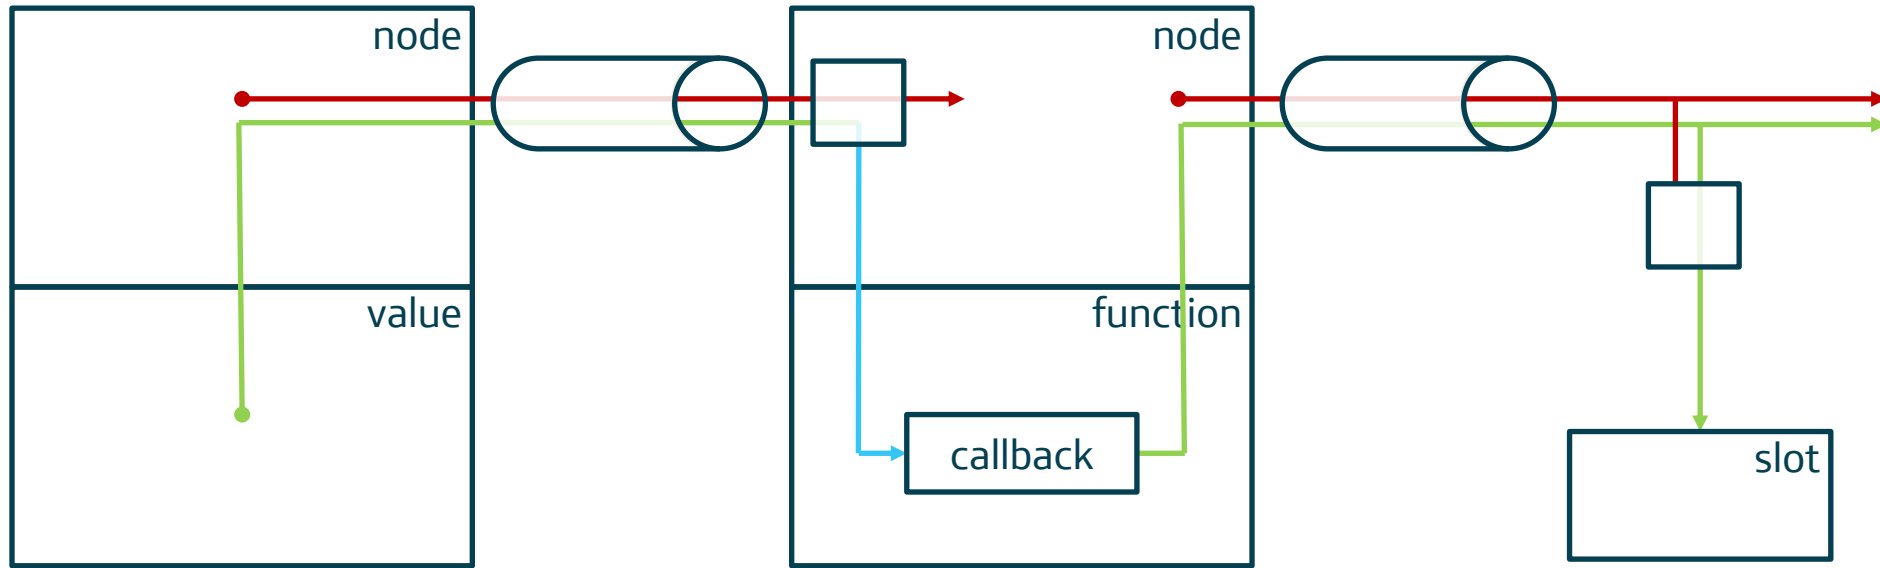 node
node
value
function
callback
slot